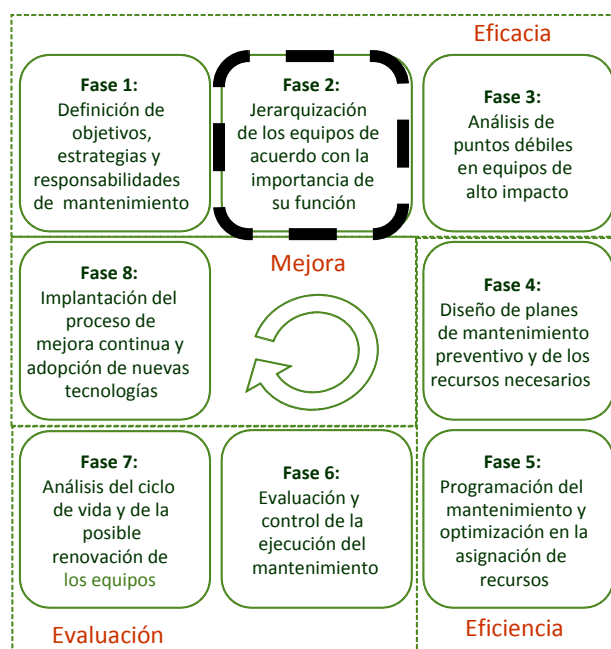 Eficacia
Fase 1:
Definición de
objetivos,
estrategias y
responsabilidades
de mantenimiento
Fase 2:
Jerarquización
de los equipos de
acuerdo con la
importancia de
su función
Fase 3:
Análisis de
puntos débiles
en equipos de
alto impacto
Mejora
Fase 8:
Implantación del
proceso de
mejora continua y
adopción de nuevas
tecnologías
Fase 4:
Diseño de planes
de mantenimiento
preventivo y de los
recursos necesarios
Fase 7:
Análisis del ciclo
de vida y de la
posible
renovación de
los equipos
Fase 6:
Evaluación y
control de la
ejecución del
mantenimiento
Fase 5:
Programación del
mantenimiento y
optimización en la
asignación de
recursos
Evaluación
Eficiencia